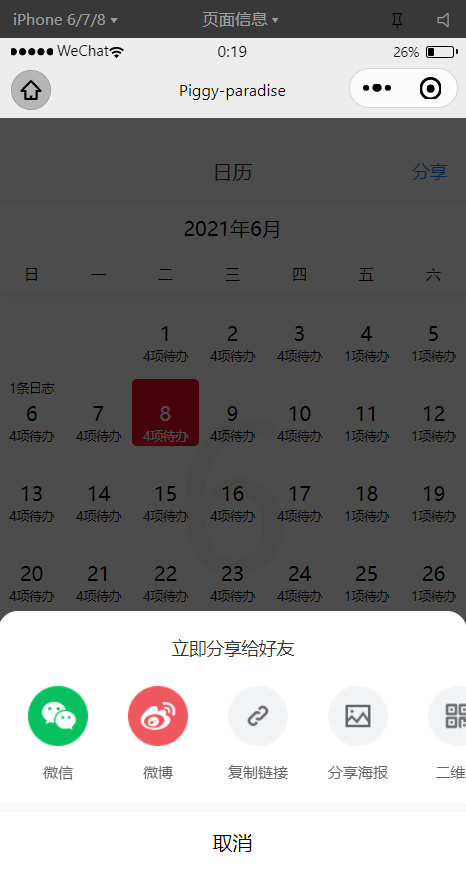 iPhone 6/7/8 页面信息
WeChat 0:19 26%
Piggy-paradise
日历 分享
2021年6月
日 一 二 三 四 五 六
1 2 3 4 5
4项待办 4项待办 4项待办 1项待办 1项待办
1条日志
6 7 8 9 10 11 12
4项待办 4项待办 4项待办 4项待办 4项待办 1项待办 1项待办
6
13 14 15 16 17 18 19
4项待办 4项待办 4项待办 4项待办 4项待办 1项待办 1项待办
20 21 22 23 24 25 26
4项待办 4项待办 4项待办 4项待办 4项待办 1项待办 1项待办
立即分享给好友
微信 微博 复制链接 分享海报 二维
取消